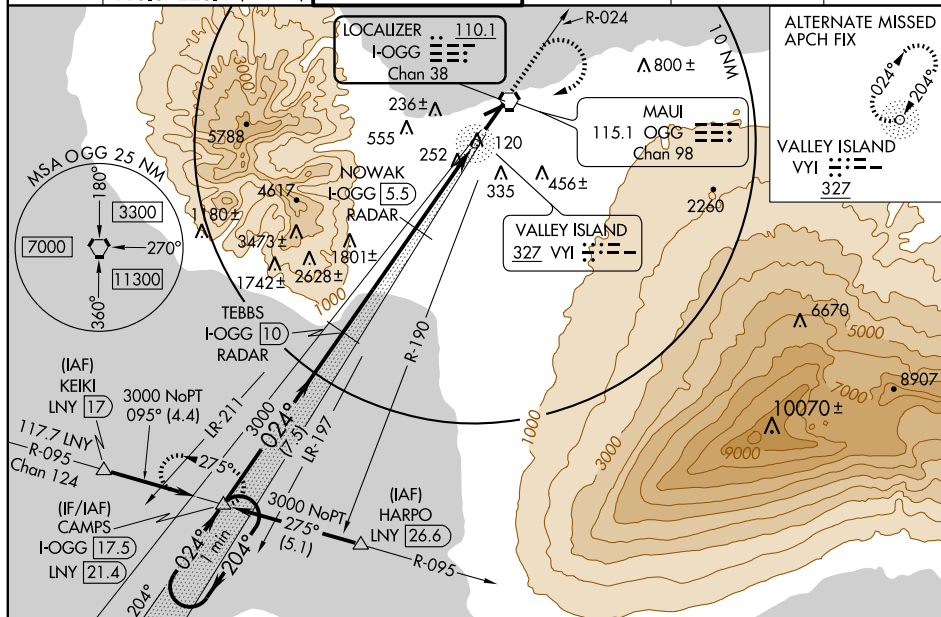 LOCALIZER 110.1
I-OGG
Chan 38
R-024
10 NM
800 ±
ALTERNATE MISSED
APCH FIX
024°
204°
VALLEY ISLAND
VYI
327
236 ±
555
MAUI
115.1 OGG
Chan 98
5788
120
252
NOWAK
I-OGG 5.5
RADAR
335
456 ±
2260
VALLEY ISLAND
327 VYI
MSA OGG 25 NM
180°
3300
7000
270°
11300
360°
4617
1180 ±
3473 ±
1801 ±
1742 ±
2628 ±
1000
TEBBS
I-OGG 10
RADAR
R-190
6670
5000
8907
7000
10070 ±
9000
1000
3000
(IAF)
KEIKI
LNY 17
3000 NoPT
095° (4.4)
117.7 LNY
R-095
Chan 124
LR-211
3000
024°
(7.5)
LR-197
275°
(IF/IAF)
CAMPS
I-OGG 17.5
LNY 21.4
3000 NoPT
275°
(5.1)
(IAF)
HARPO
LNY 26.6
R-095
024°
1 min
204°
204°